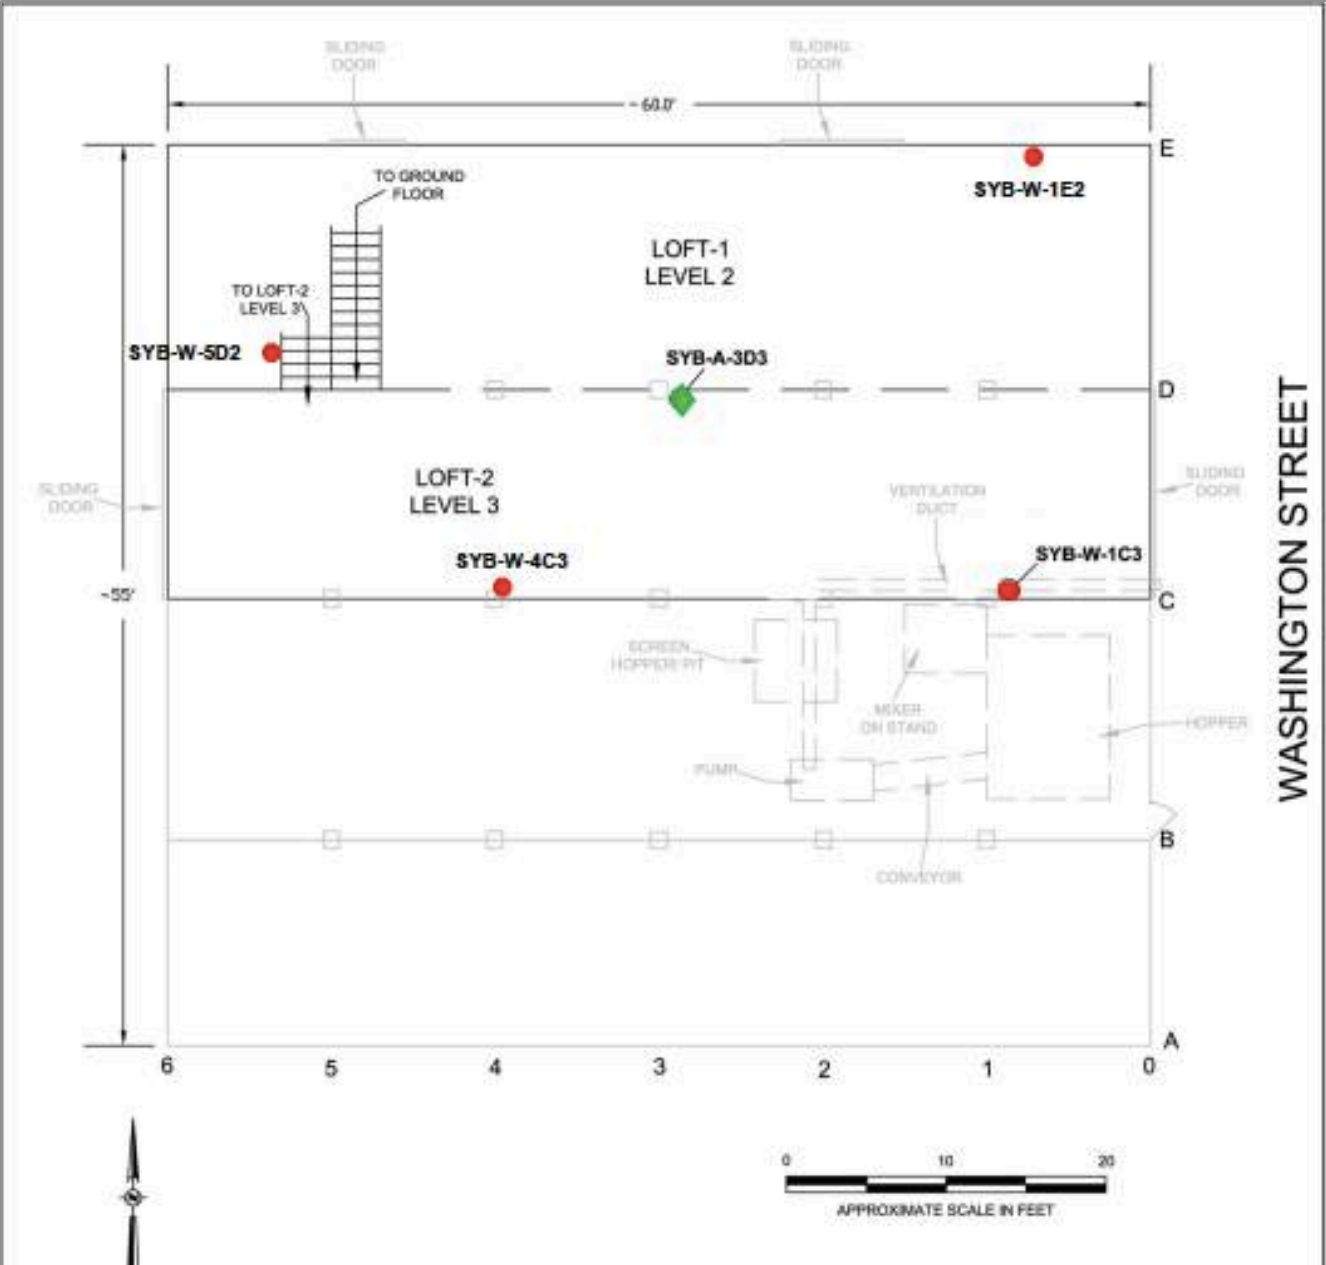 SLIDING
DOOR
SLIDING
DOOR
~ 60.0'
E
TO GROUND
FLOOR
SYB-W-1E2
LOFT-1
LEVEL 2
TO LOFT-2
LEVEL 3
SYB-W-5D2
SYB-A-3D3
D
LOFT-2
LEVEL 3
SLIDING
DOOR
VENTILATION
DUCT
SLIDING
DOOR
WASHINGTON STREET
SYB-W-4C3
SYB-W-1C3
~55'
C
SCREEN
HOPPER/ PIT
MIXER
ON STAND
HOPPER
PUMP
B
CONVEYOR
A
6 5 4 3 2 1 0
0 10 20
APPROXIMATE SCALE IN FEET